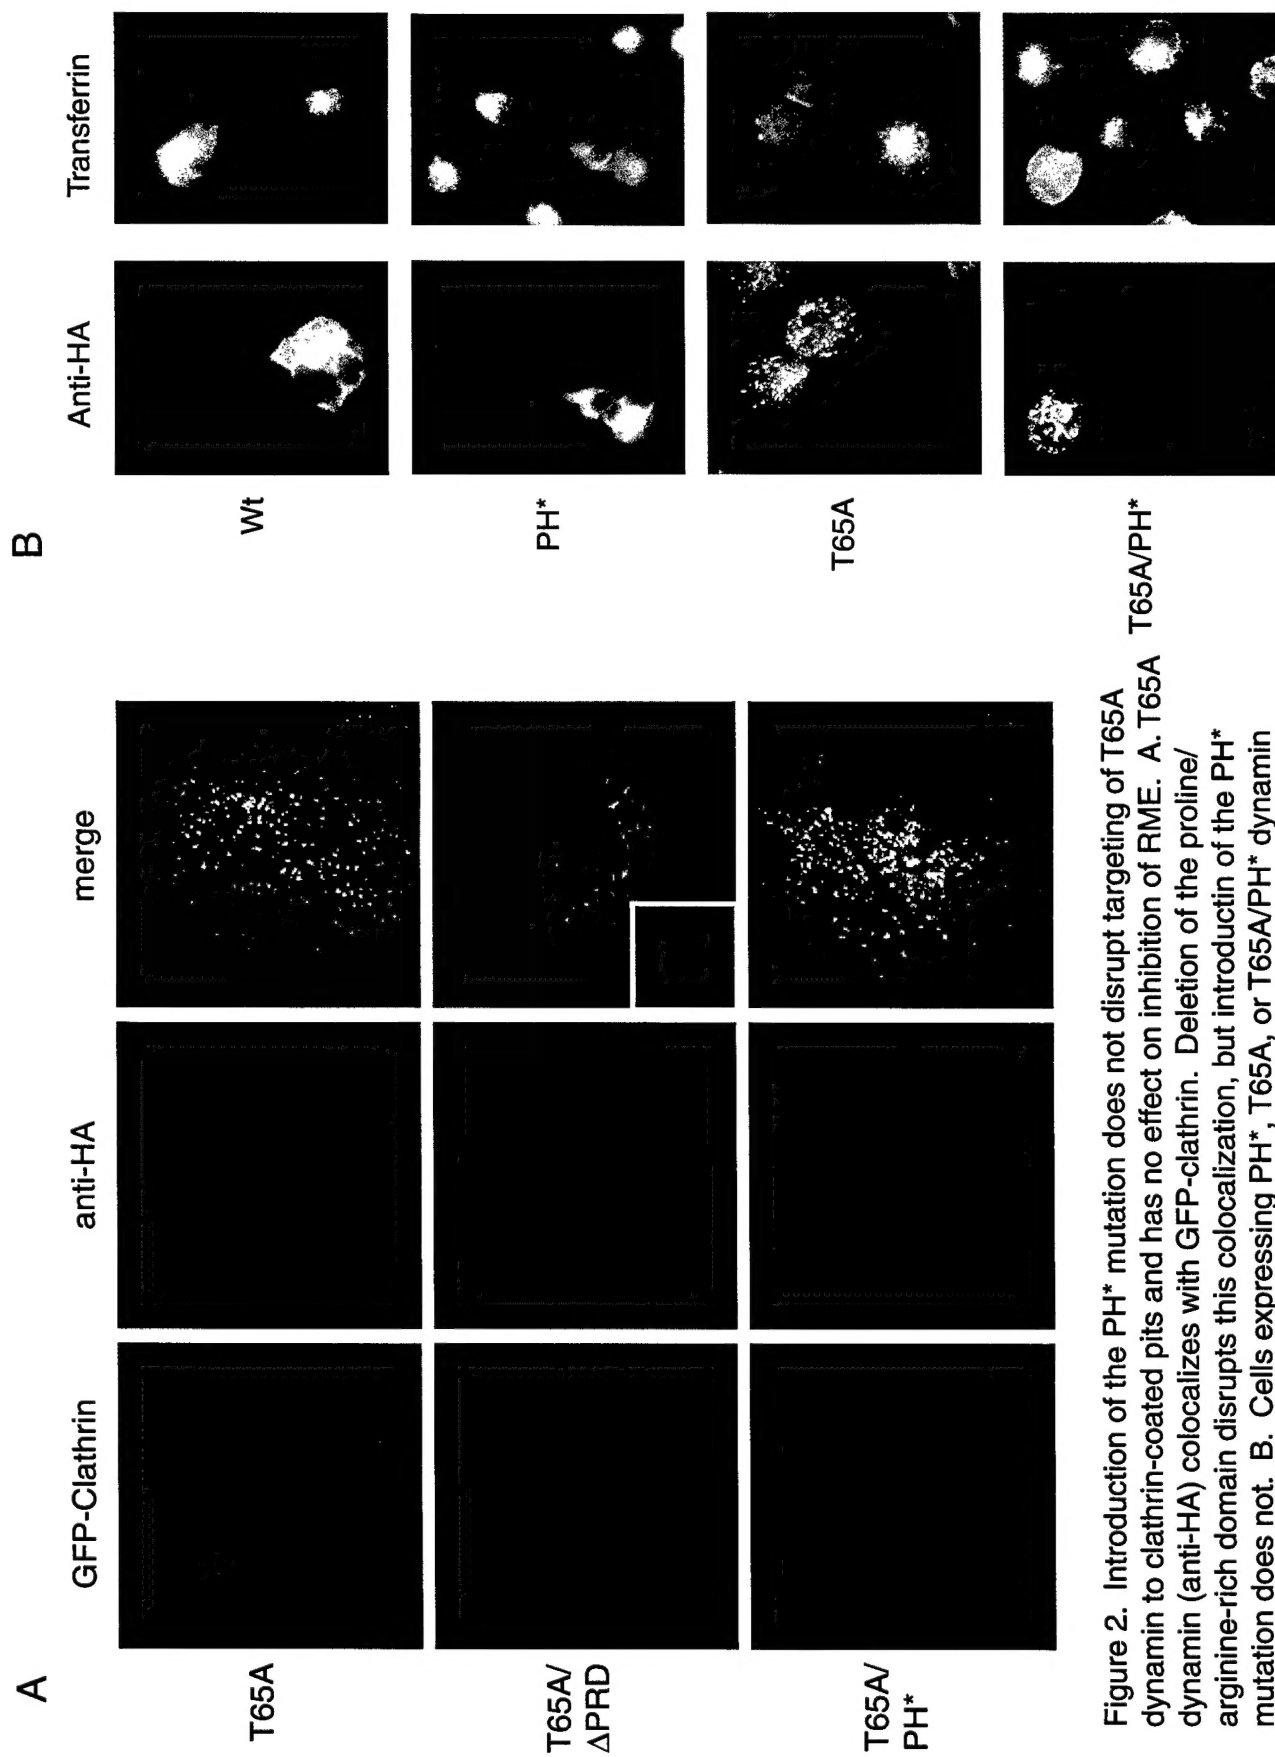 A
GFP-Clathrin
anti-HA
merge
T65A
T65A/
ΔPRD
T65A/
PH*
B
Anti-HA
Transferrin
Wt
PH*
T65A
T65A/PH*
Figure 2. Introduction of the PH* mutation does not disrupt targeting of T65A
dynamin to clathrin-coated pits and has no effect on inhibition of RME. A. T65A
dynamin (anti-HA) colocalizes with GFP-clathrin. Deletion of the proline/
arginine-rich domain disrupts this colocalization, but introductin of the PH*
mutation does not. B. Cells expressing PH*, T65A, or T65A/PH* dynamin